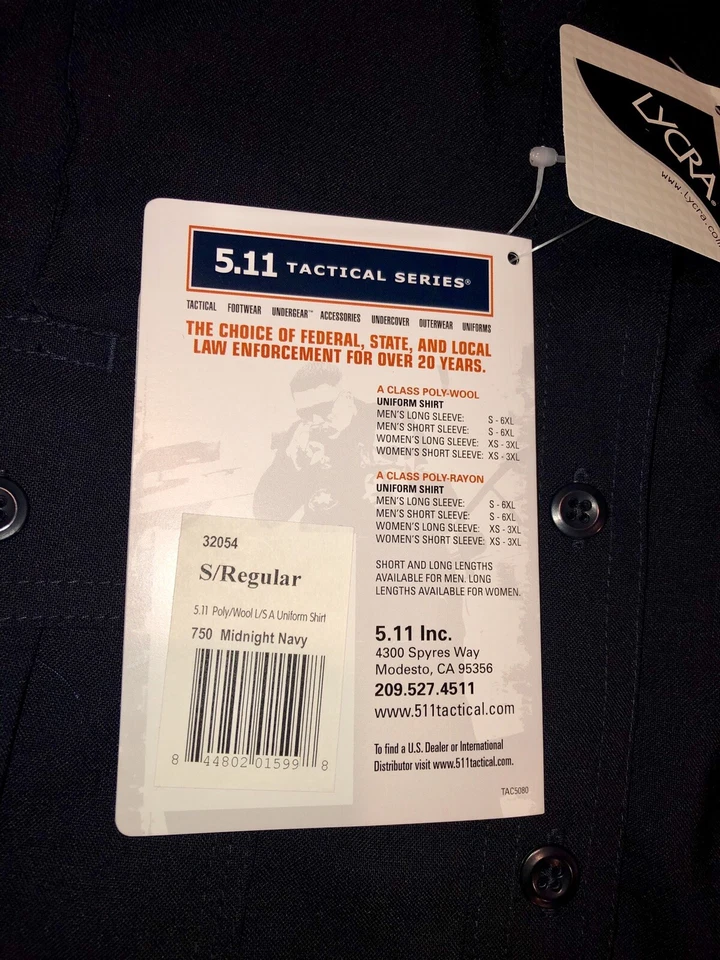 LYCRA®
www.lycra.com
5.11 TACTICAL SERIES®
TACTICAL FOOTWEAR UNDERGEAR™ ACCESSORIES UNDERCOVER OUTERWEAR UNIFORMS
THE CHOICE OF FEDERAL, STATE, AND LOCAL
LAW ENFORCEMENT FOR OVER 20 YEARS.
A CLASS POLY-WOOL
UNIFORM SHIRT
MEN'S LONG SLEEVE: S - 6XL
MEN'S SHORT SLEEVE: S - 6XL
WOMEN'S LONG SLEEVE: XS - 3XL
WOMEN'S SHORT SLEEVE: XS - 3XL
A CLASS POLY-RAYON
UNIFORM SHIRT
MEN'S LONG SLEEVE: S - 6XL
MEN'S SHORT SLEEVE: S - 6XL
WOMEN'S LONG SLEEVE: XS - 3XL
WOMEN'S SHORT SLEEVE: XS - 3XL
SHORT AND LONG LENGTHS
AVAILABLE FOR MEN. LONG
LENGTHS AVAILABLE FOR WOMEN.
5.11 Inc.
4300 Spyres Way
Modesto, CA 95356
209.527.4511
www.511tactical.com
To find a U.S. Dealer or International
Distributor visit www.511tactical.com.
TAC5080
32054
S/Regular
5.11 Poly/Wool L/S A Uniform Shirt
750 Midnight Navy
8 44802 01599 8